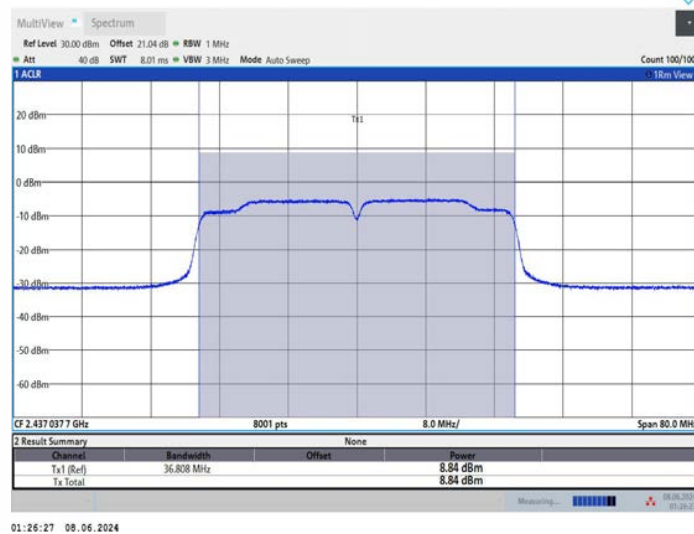 MultiView Spectrum
Ref Level 30.00 dBm Offset 21.04 dB RBW 1 MHz
Att 40 dB SWT 8.01 ms VBW 3 MHz Mode Auto Sweep Count 100/100
1 ACLR 1Rm View
Tx1
20 dBm
10 dBm
0 dBm
-10 dBm
-20 dBm
-30 dBm
-40 dBm
-50 dBm
-60 dBm
CF 2.437 037 7 GHz 8001 pts 8.0 MHz/ Span 80.0 MH
2 Result Summary None
Channel Bandwidth Offset Power
Tx1 (Ref) 36.808 MHz 8.84 dBm
Tx Total 8.84 dBm
Measuring...
01:26:27 08.06.2024